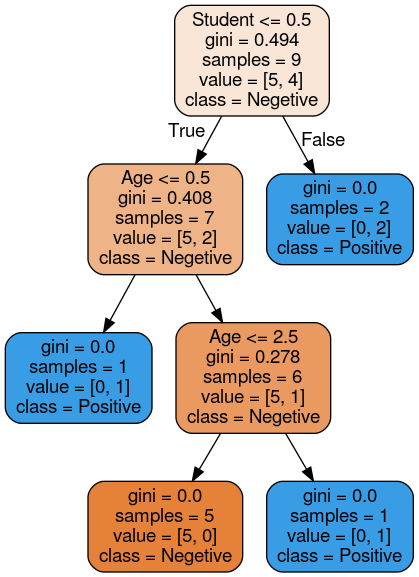 Student <= 0.5
gini = 0.494
samples = 9
value = [5, 4]
class = Negetive
True
False
Age <= 0.5
gini = 0.408
samples = 7
value = [5, 2]
class = Negetive
gini = 0.0
samples = 2
value = [0, 2]
class = Positive
gini = 0.0
samples = 1
value = [0, 1]
class = Positive
Age <= 2.5
gini = 0.278
samples = 6
value = [5, 1]
class = Negetive
gini = 0.0
samples = 5
value = [5, 0]
class = Negetive
gini = 0.0
samples = 1
value = [0, 1]
class = Positive